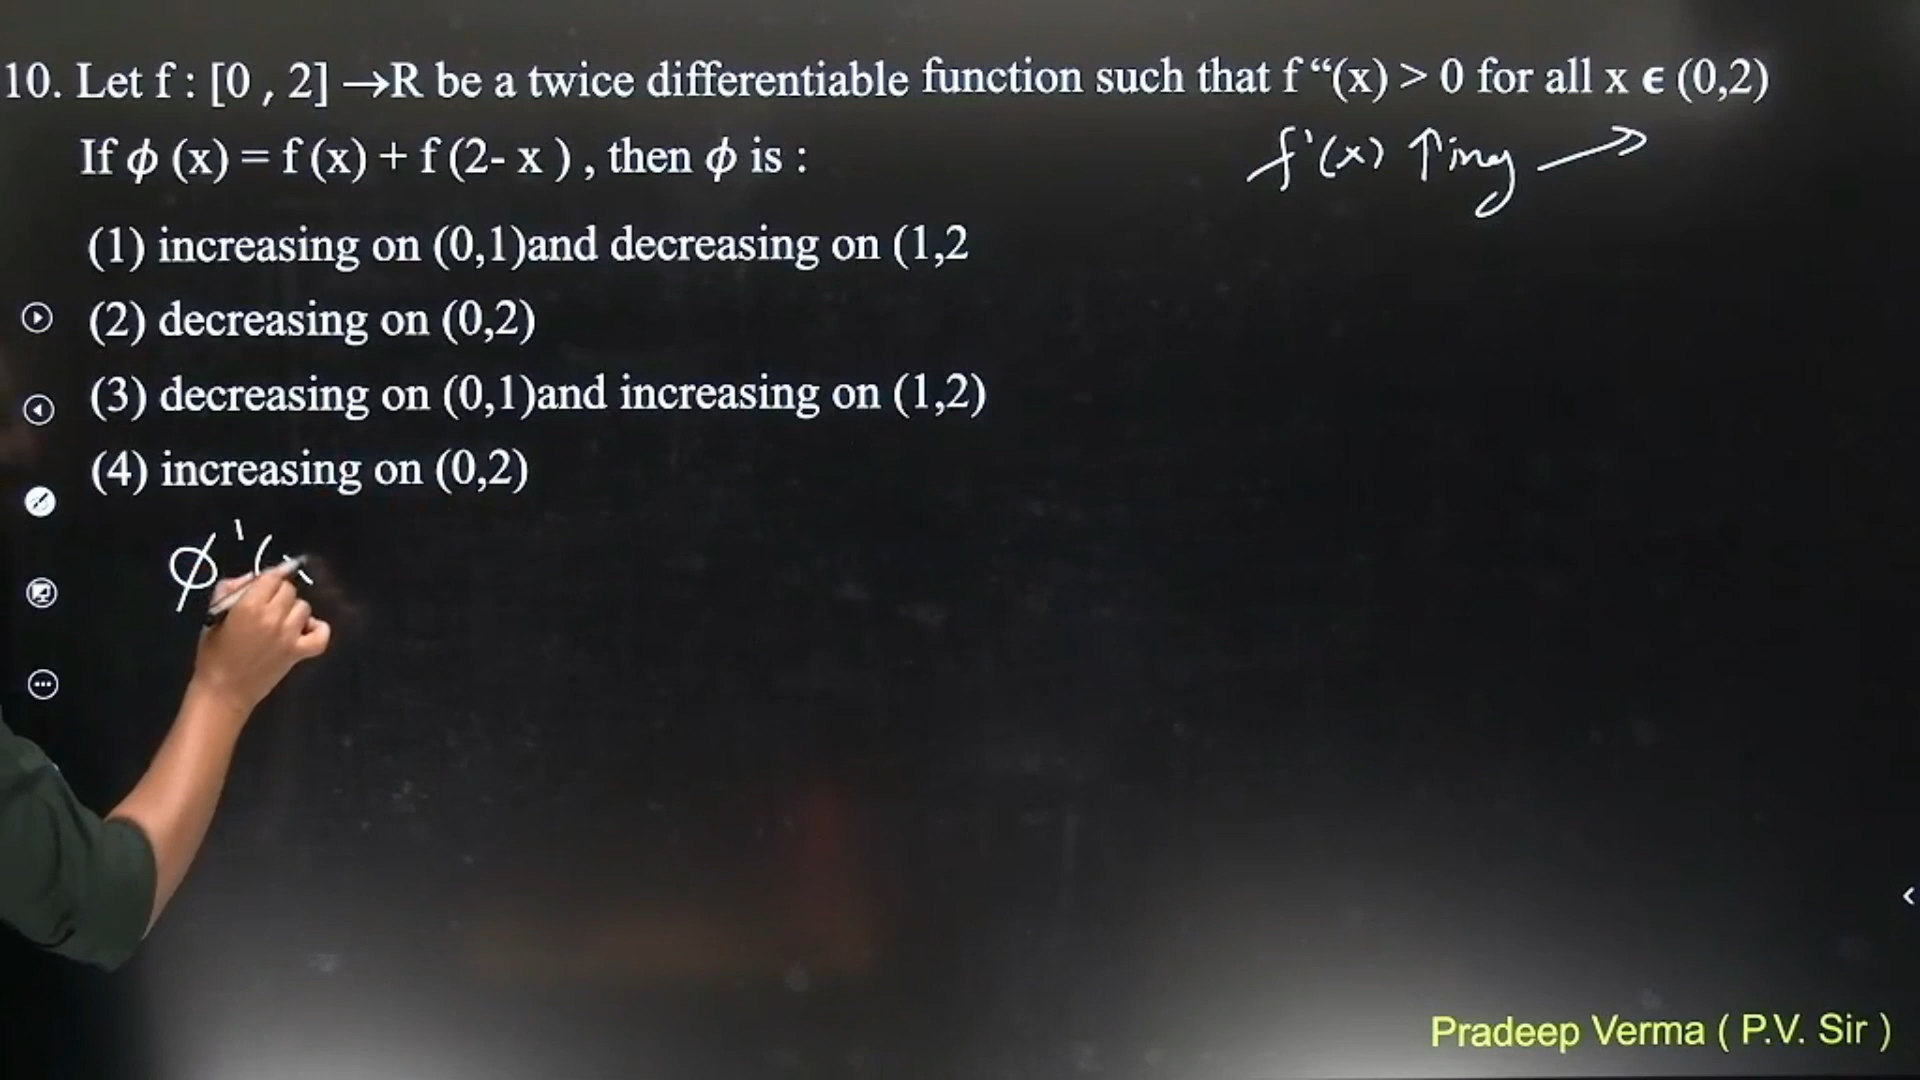 10. Let f : [0 , 2] →R be a twice differentiable function such that f “(x) > 0 for all x ϵ (0,2)
If ϕ (x) = f (x) + f (2- x ) , then ϕ is :
f'(x) ↑ing →
(1) increasing on (0,1)and decreasing on (1,2
(2) decreasing on (0,2)
(3) decreasing on (0,1)and increasing on (1,2)
(4) increasing on (0,2)
ϕ'(x
Pradeep Verma ( P.V. Sir )